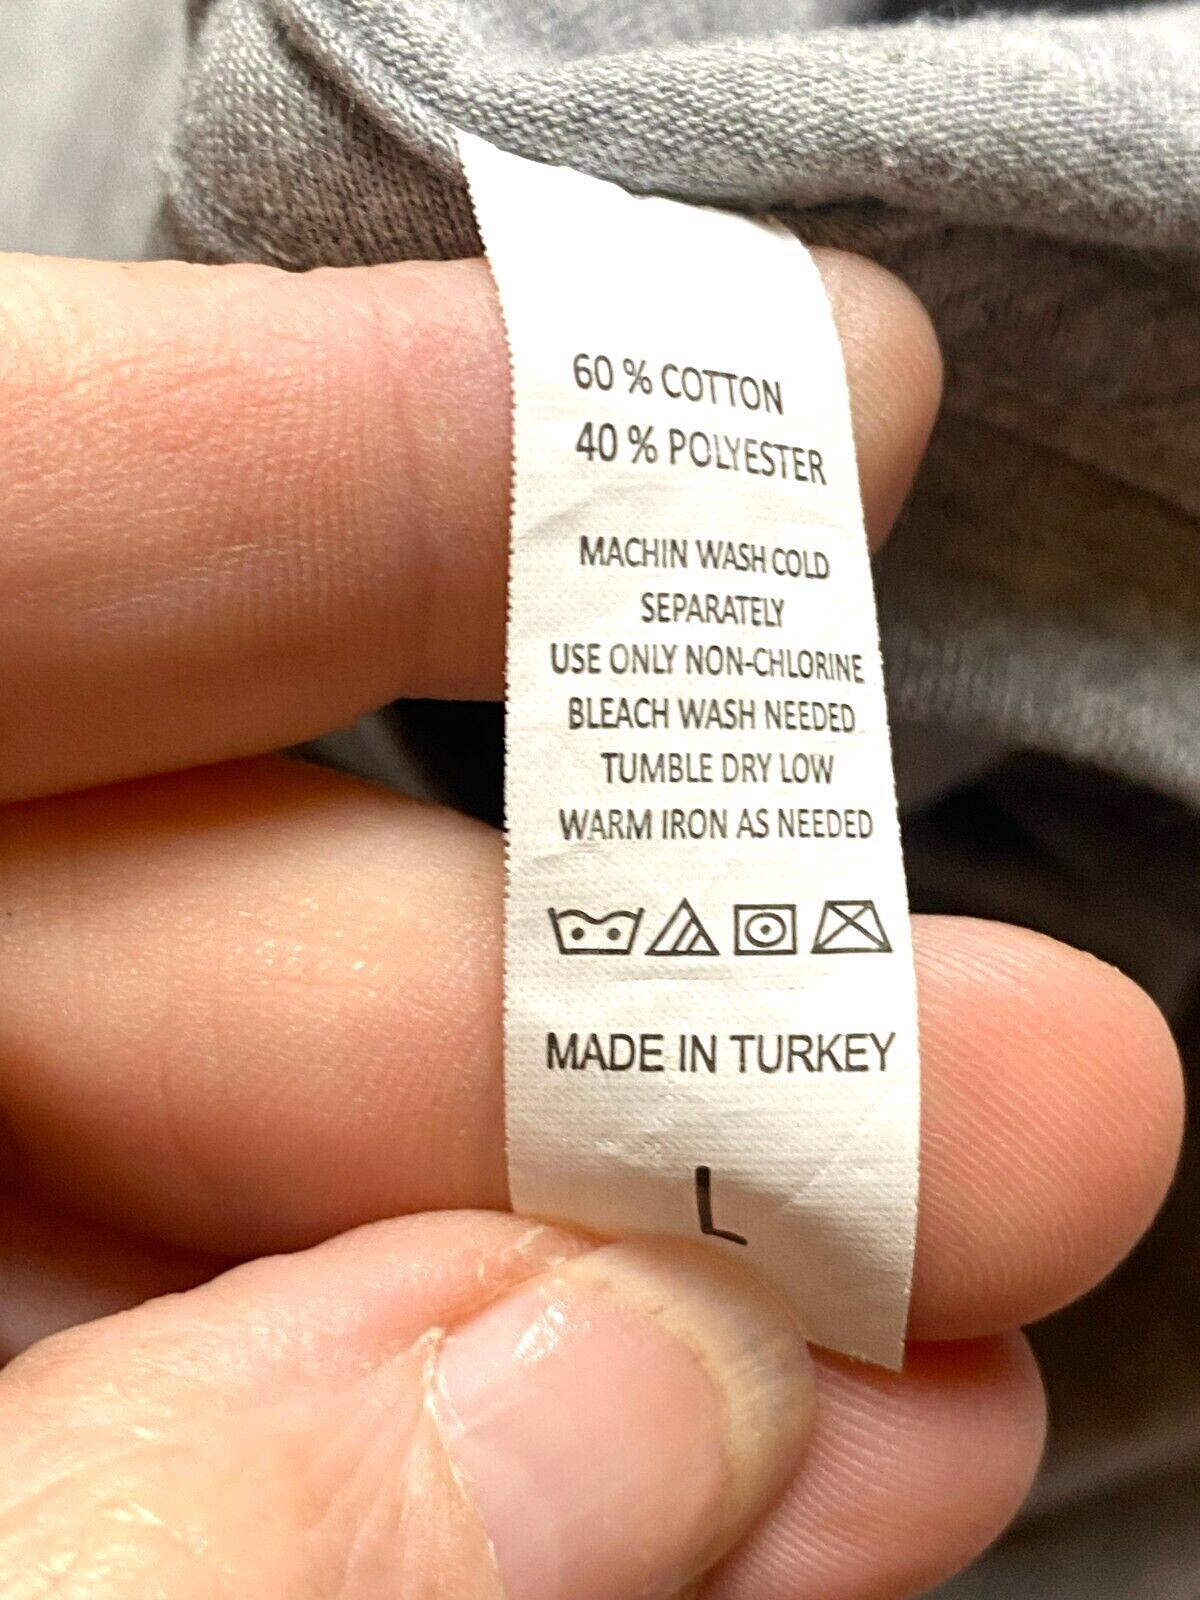 60 % COTTON
40 % POLYESTER
MACHIN WASH COLD
SEPARATELY
USE ONLY NON-CHLORINE
BLEACH WASH NEEDED
TUMBLE DRY LOW
WARM IRON AS NEEDED
MADE IN TURKEY
L